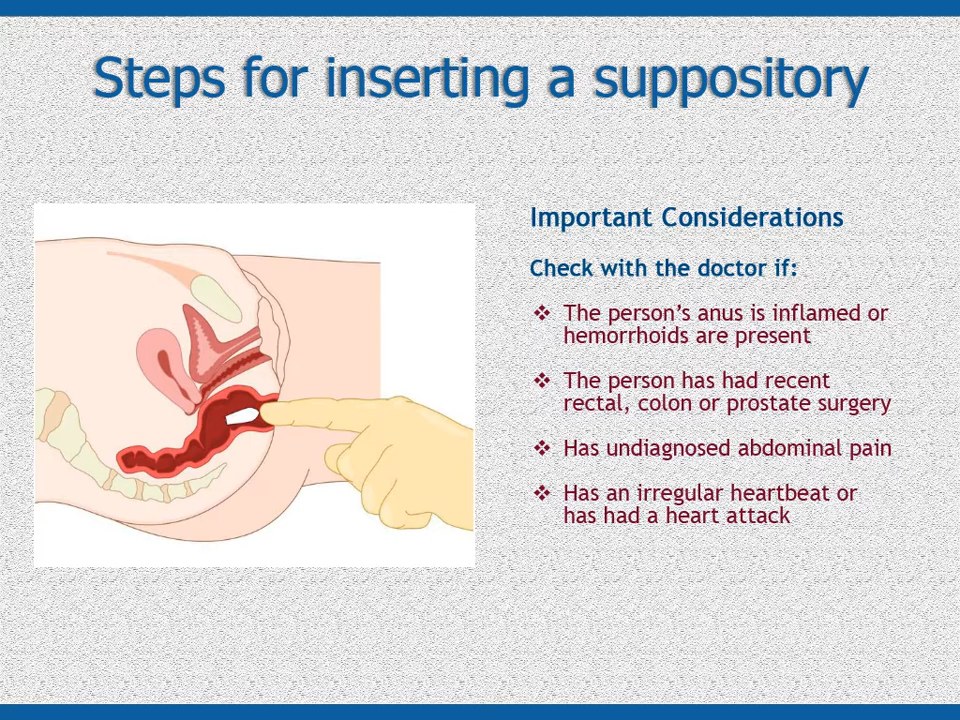 Steps for inserting a suppository
Important Considerations
Check with the doctor if:
❖ The person’s anus is inflamed or
hemorrhoids are present
❖ The person has had recent
rectal, colon or prostate surgery
❖ Has undiagnosed abdominal pain
❖ Has an irregular heartbeat or
has had a heart attack